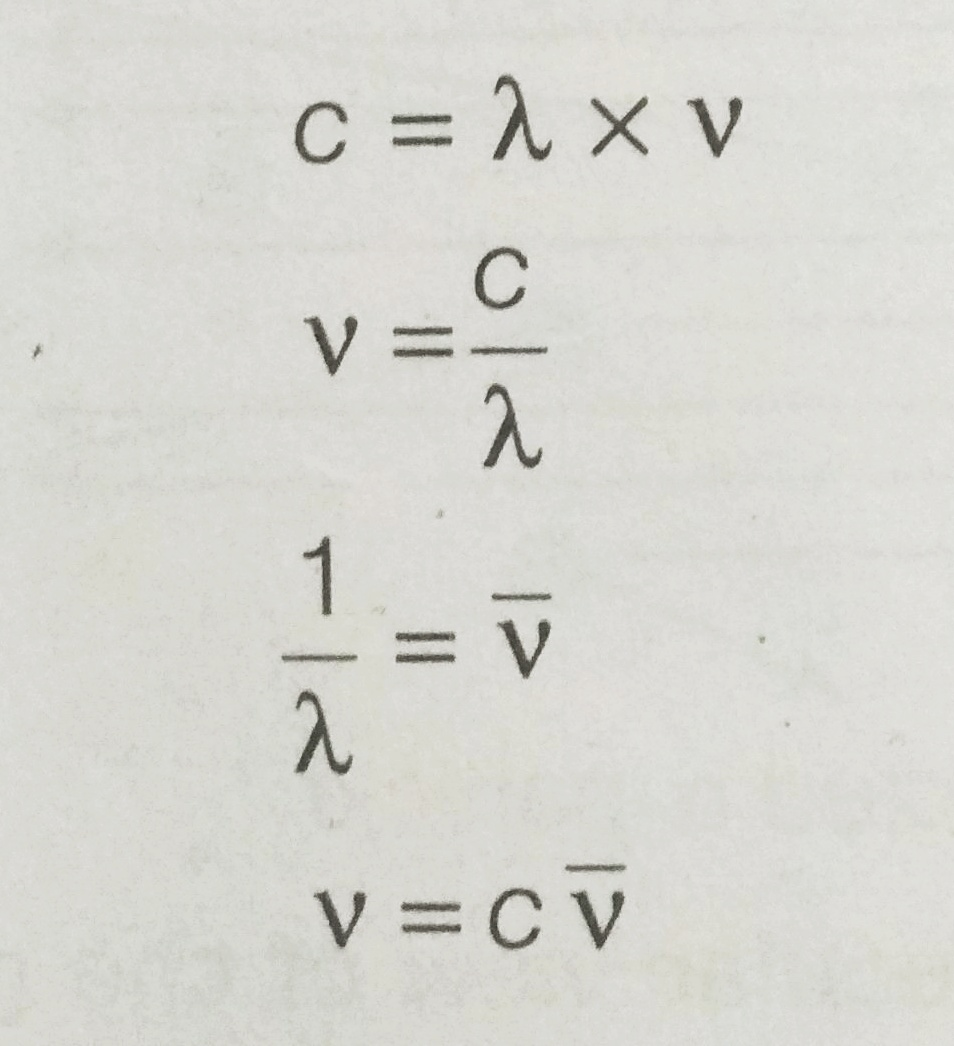 c = λ × ν
ν = c/λ
1/λ = ν̅
ν = c ν̅